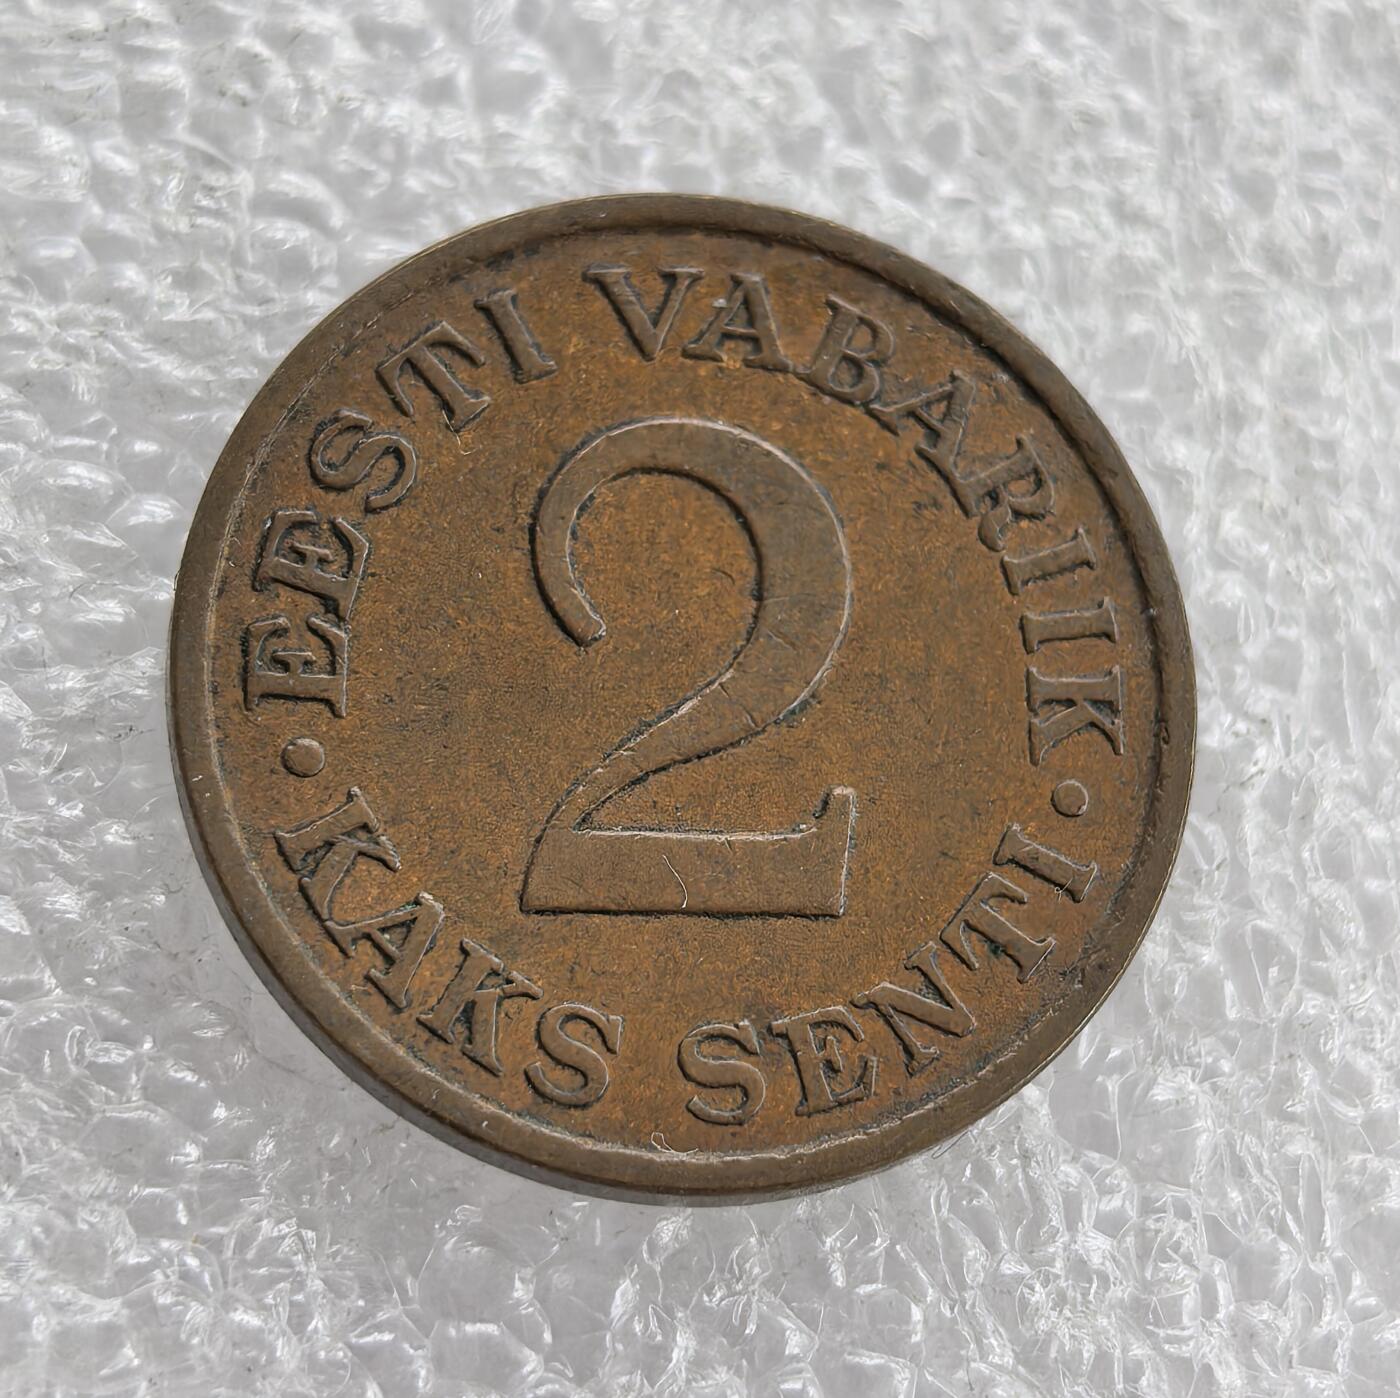 EESTI VABARIIK
2
· KAKS SENTI ·